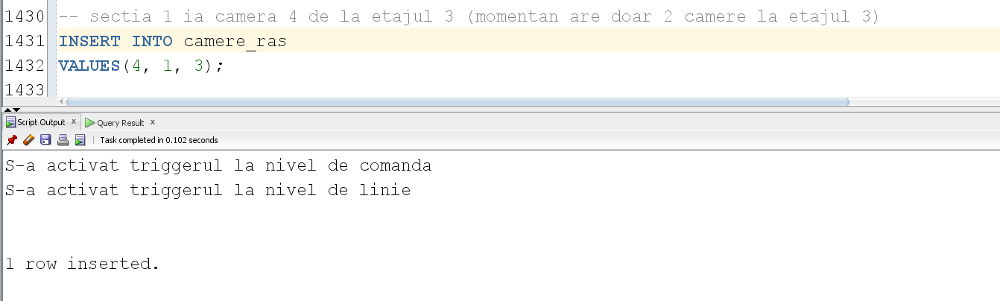 1430 -- sectia 1 ia camera 4 de la etajul 3 (momentan are doar 2 camere la etajul 3)
1431 INSERT INTO camere_ras
1432 VALUES(4, 1, 3);
1433
Script Output x Query Result x
Task completed in 0.102 seconds
S-a activat triggerul la nivel de comanda
S-a activat triggerul la nivel de linie
1 row inserted.